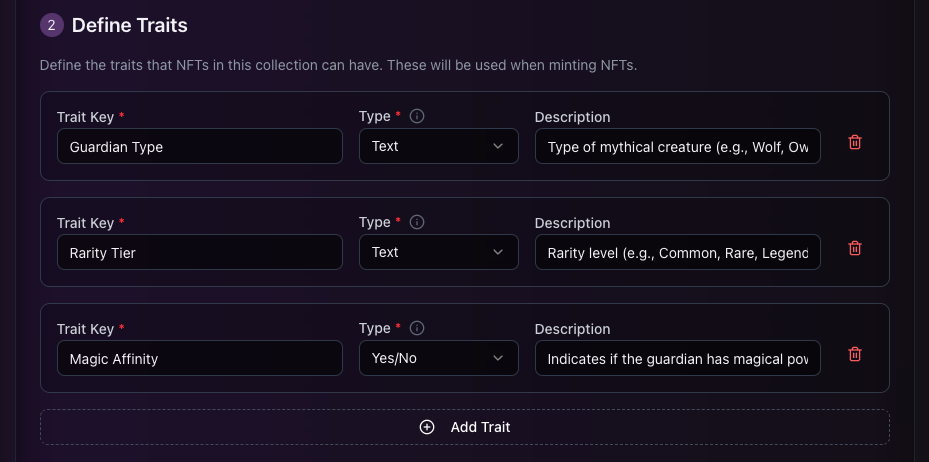 2 Define Traits
Define the traits that NFTs in this collection can have. These will be used when minting NFTs.
Trait Key * Type * Description
Guardian Type Text Type of mythical creature (e.g., Wolf, Ow
Trait Key * Type * Description
Rarity Tier Text Rarity level (e.g., Common, Rare, Legend
Trait Key * Type * Description
Magic Affinity Yes/No Indicates if the guardian has magical pow
Add Trait